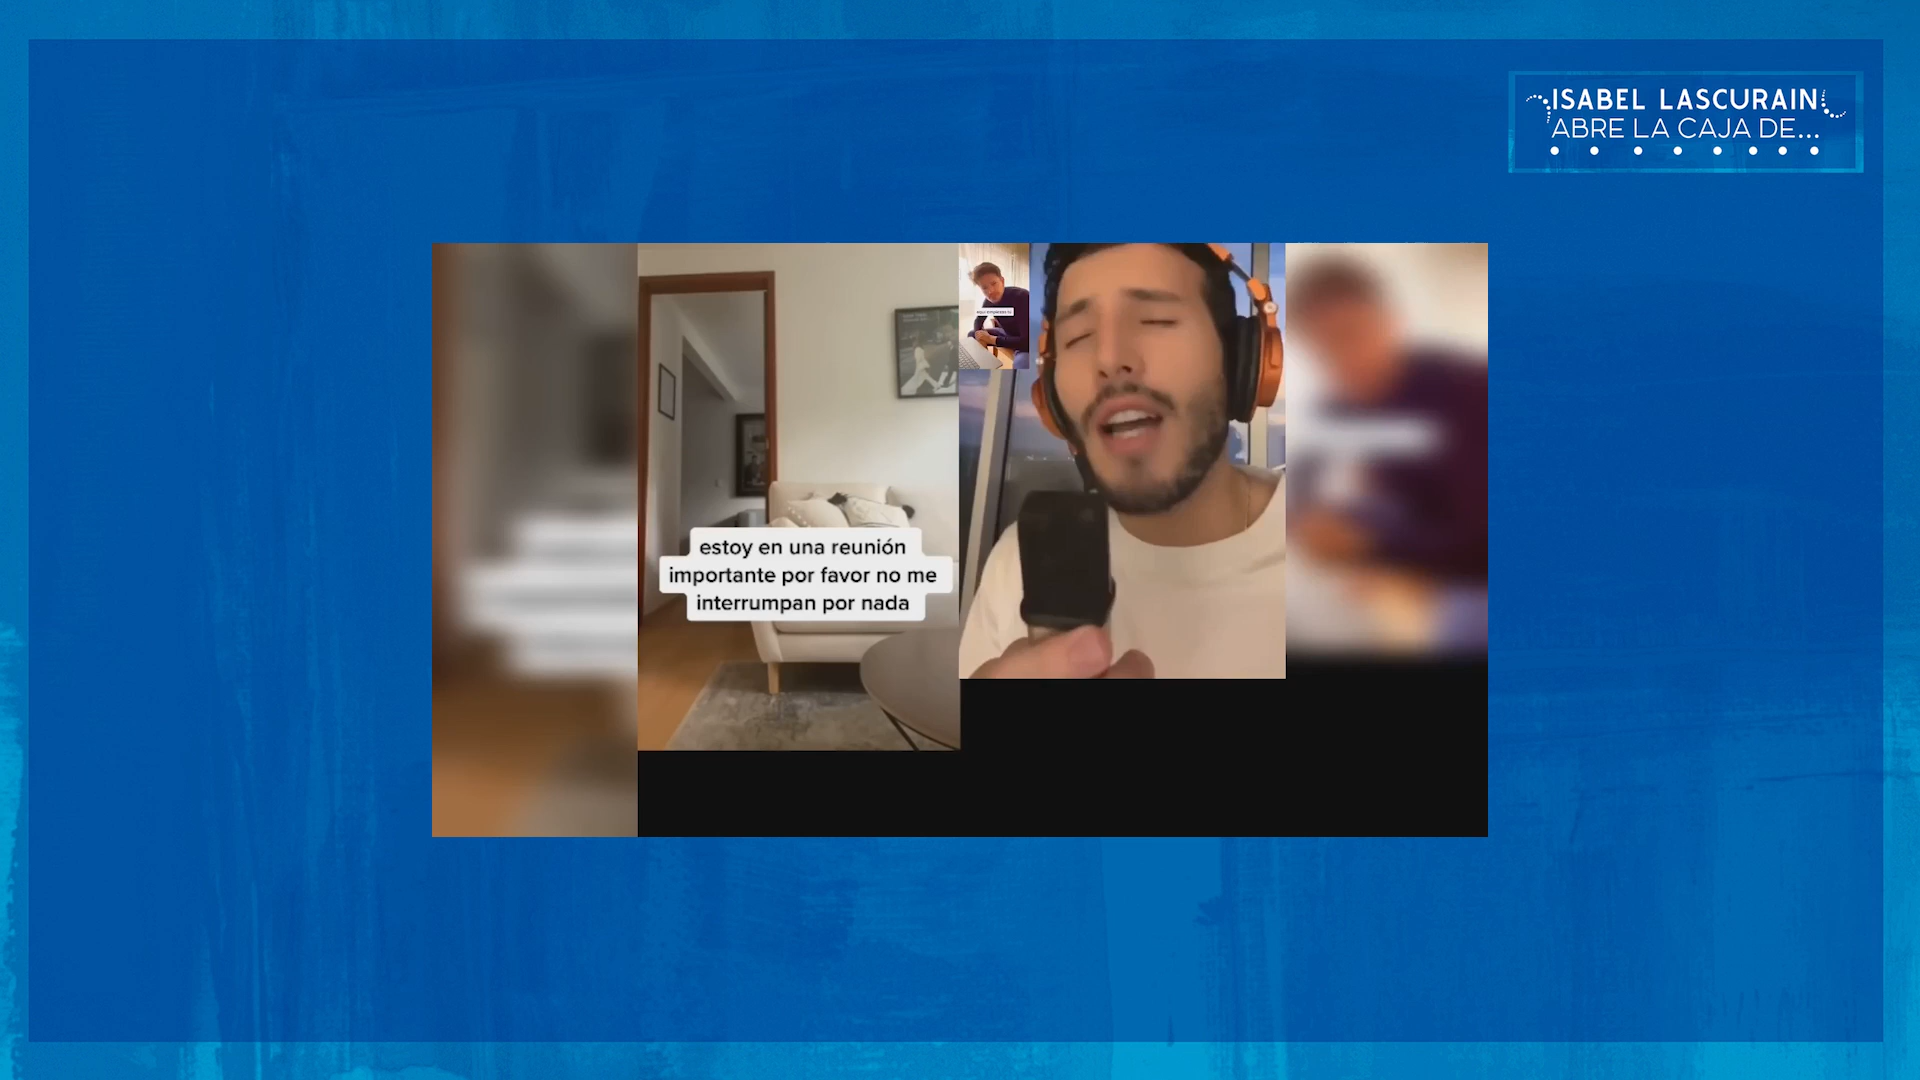 ISABEL LASCURAIN
ABRE LA CAJA DE...
estoy en una reunión
importante por favor no me
interrumpan por nada